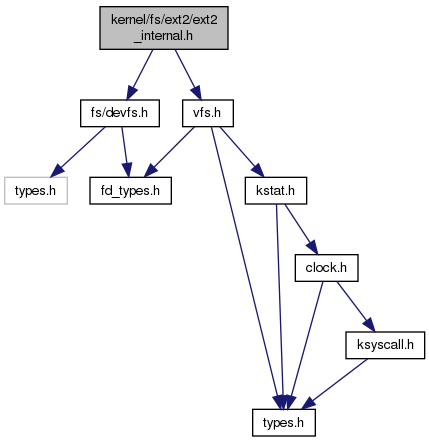 kernel/fs/ext2/ext2
_internal.h
fs/devfs.h
vfs.h
types.h
fd_types.h
kstat.h
clock.h
ksyscall.h
types.h